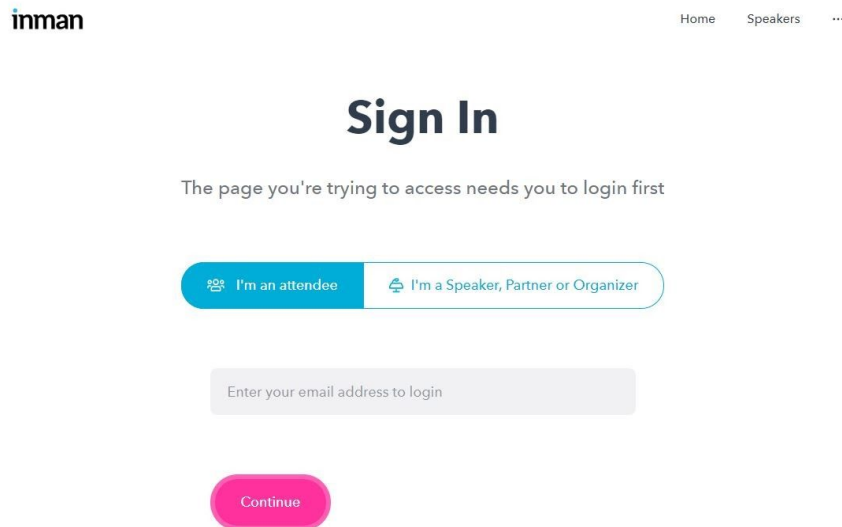 inman
Home
Speakers
...
Sign In
The page you're trying to access needs you to login first
I'm an attendee
I'm a Speaker, Partner or Organizer
Enter your email address to login
Continue